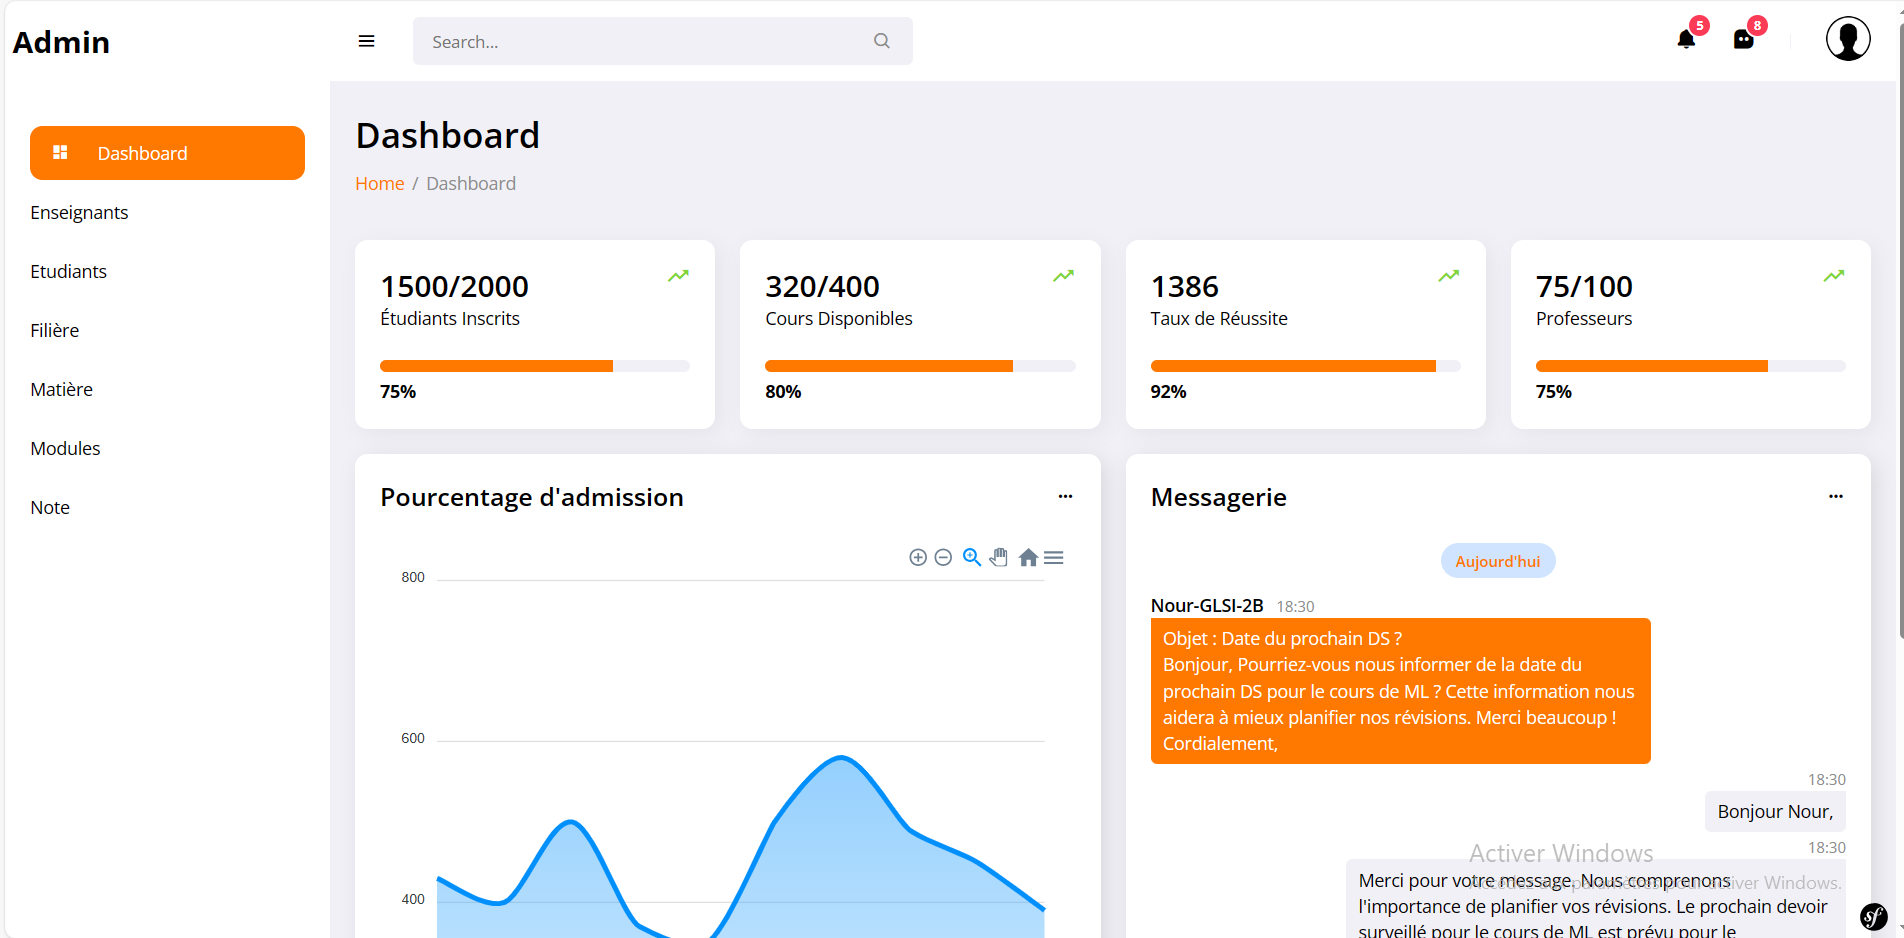 Admin
Search...
5
8
Dashboard
Enseignants
Etudiants
Filière
Matière
Modules
Note
Dashboard
Home / Dashboard
1500/2000
Étudiants Inscrits
75%
320/400
Cours Disponibles
80%
1386
Taux de Réussite
92%
75/100
Professeurs
75%
Pourcentage d'admission
800
600
400
Messagerie
Aujourd'hui
Nour-GLSI-2B 18:30
Objet : Date du prochain DS ?
Bonjour, Pourriez-vous nous informer de la date du
prochain DS pour le cours de ML ? Cette information nous
aidera à mieux planifier nos révisions. Merci beaucoup !
Cordialement,
18:30
Bonjour Nour,
18:30
Merci pour votre message. Nous comprenons
l'importance de planifier vos révisions. Le prochain devoir
surveillé pour le cours de ML est prévu pour le
Activer Windows
Accédez aux paramètres pour activer Windows.
sf